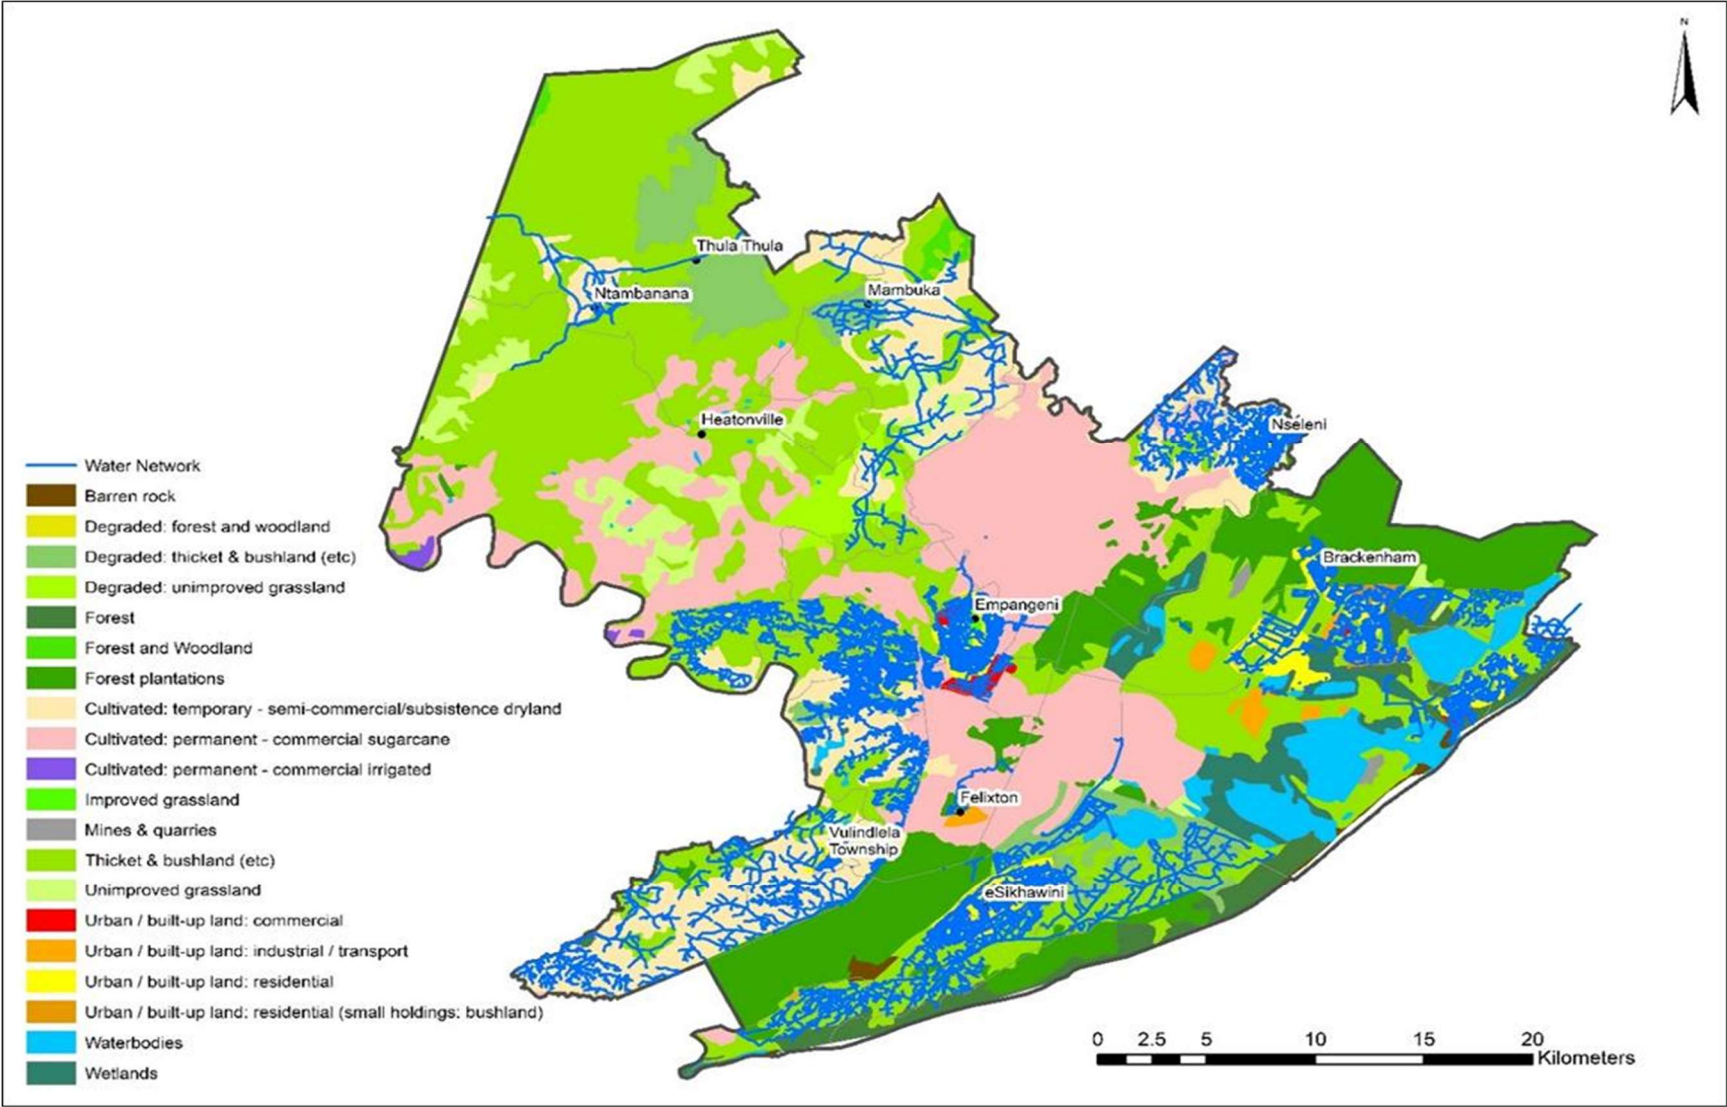 N
Thula Thula
Ntambanana
Mambuka
Heatonville
Nseleni
Brackenham
Empangeni
Felixton
Vulindlela
Township
eSikhawini
Water Network
Barren rock
Degraded: forest and woodland
Degraded: thicket & bushland (etc)
Degraded: unimproved grassland
Forest
Forest and Woodland
Forest plantations
Cultivated: temporary - semi-commercial/subsistence dryland
Cultivated: permanent - commercial sugarcane
Cultivated: permanent - commercial irrigated
Improved grassland
Mines & quarries
Thicket & bushland (etc)
Unimproved grassland
Urban / built-up land: commercial
Urban / built-up land: industrial / transport
Urban / built-up land: residential
Urban / built-up land: residential (small holdings: bushland)
Waterbodies
Wetlands
0 2.5 5 10 15 20
Kilometers